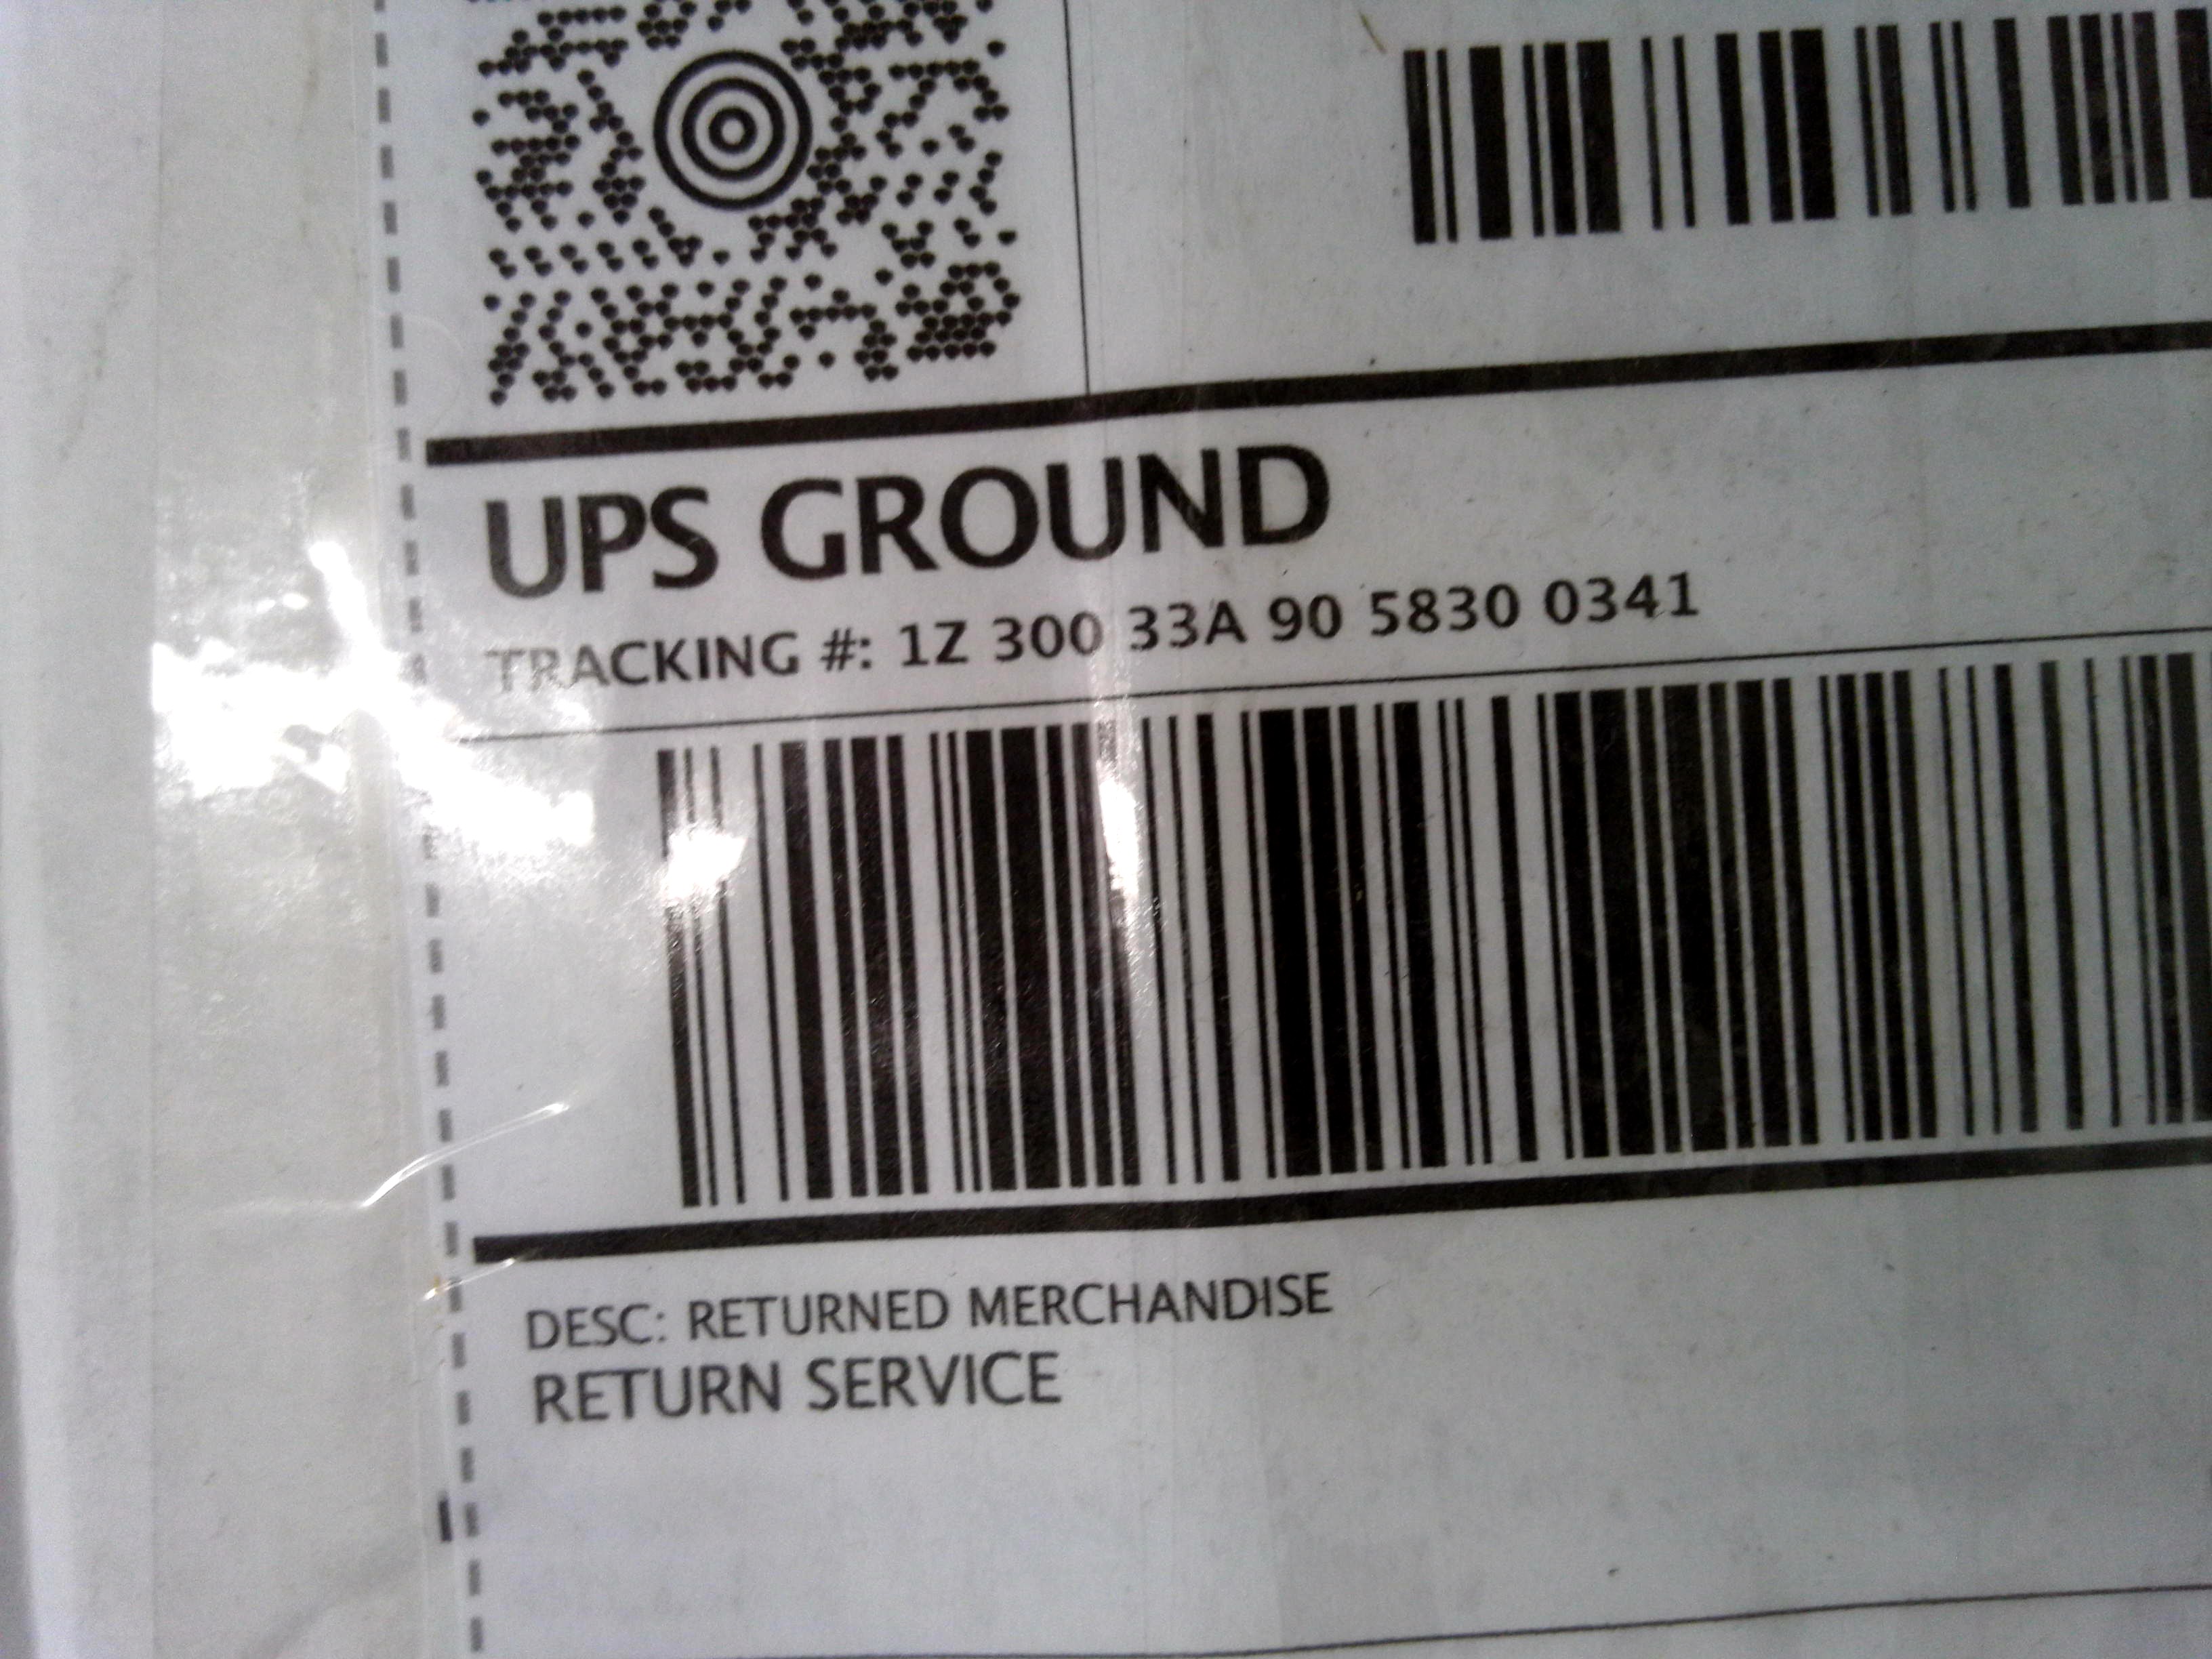 UPS GROUND
TRACKING #: 1Z 300 33A 90 5830 0341
DESC: RETURNED MERCHANDISE
RETURN SERVICE